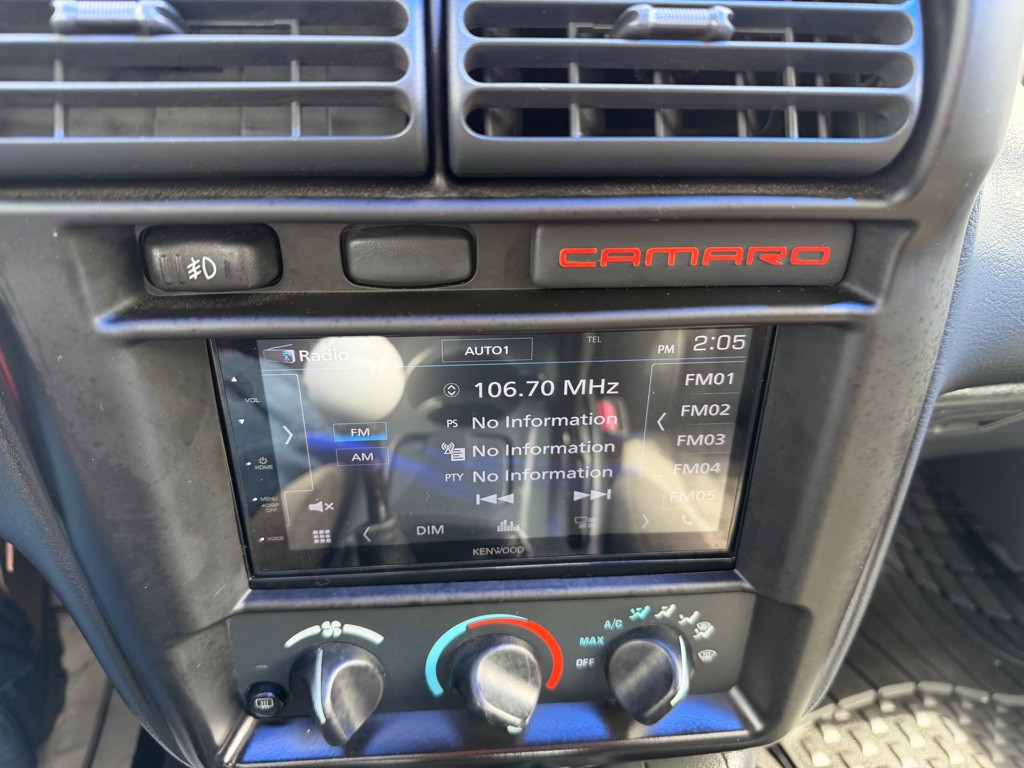 CAMARO
TEL
Radio
AUTO1
PM 2:05
VOL
106.70 MHz
FM01
PS No Information
FM02
FM
No Information
FM03
AM
PTY No Information
FM04
HOME
FM05
MENU
DISP
OFF
DIM
VOICE
KENWOOD
A/C
MAX
OFF